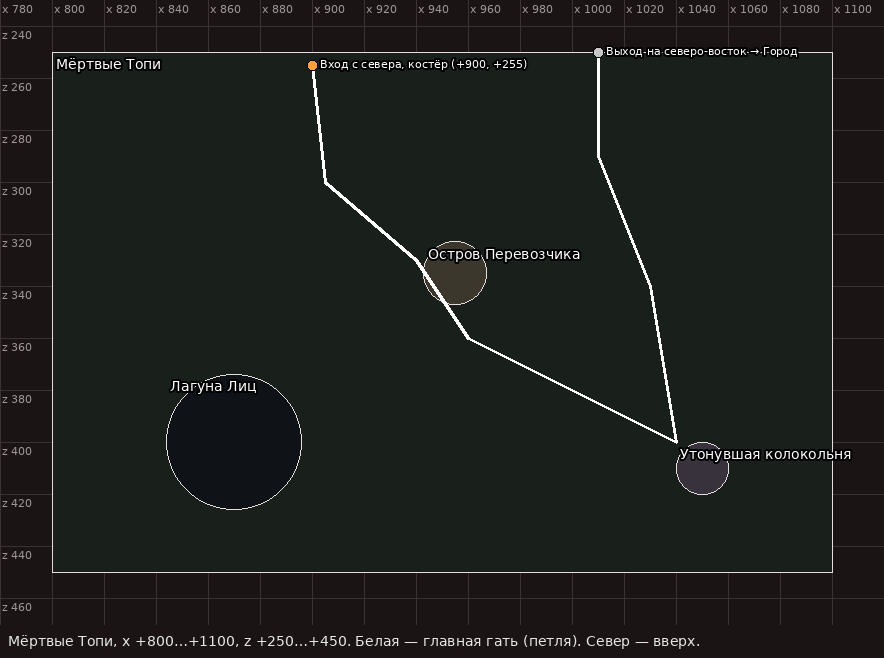 x 780 x 800 x 820 x 840 x 860 x 880 x 900 x 920 x 940 x 960 x 980 x 1000 x 1020 x 1040 x 1060 x 1080 x 1100
z 240
Выход на северо-восток → Город
Мёртвые Топи
Вход с севера, костёр (+900, +255)
z 260
z 280
z 300
z 320
Остров Перевозчика
z 340
z 360
z 380
Лагуна Лиц
z 400
Утонувшая колокольня
z 420
z 440
z 460
Мёртвые Топи, x +800…+1100, z +250…+450. Белая — главная гать (петля). Север — вверх.